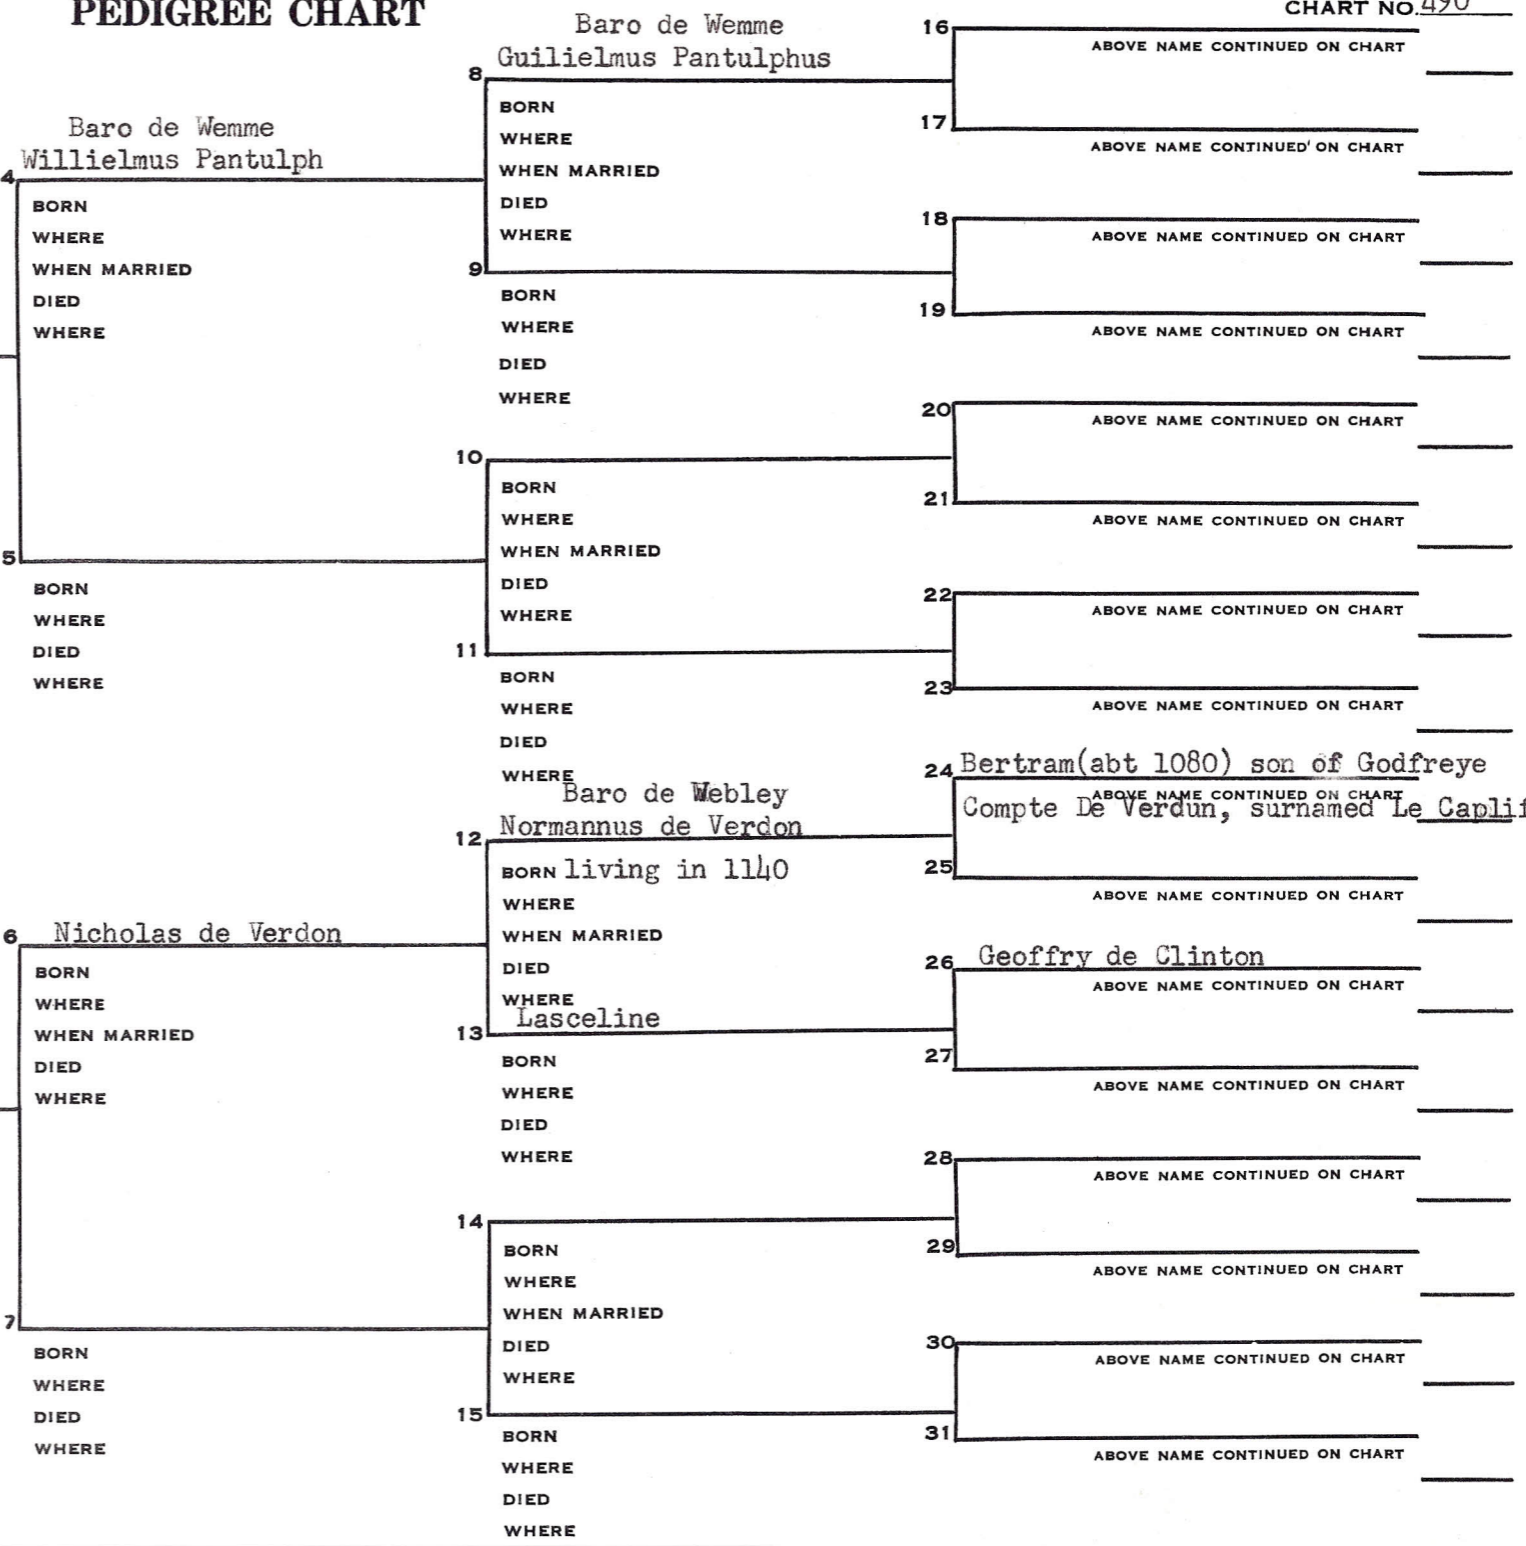 PEDIGREE CHART
CHART NO. 490
4
Baro de Wemme
Willielmus Pantulph
BORN
WHERE
WHEN MARRIED
DIED
WHERE
5
BORN
WHERE
DIED
WHERE
6 Nicholas de Verdon
BORN
WHERE
WHEN MARRIED
DIED
WHERE
7
BORN
WHERE
DIED
WHERE
Baro de Wemme
Guilielmus Pantulphus
8
BORN
WHERE
WHEN MARRIED
DIED
WHERE
9
BORN
WHERE
DIED
WHERE
10
BORN
WHERE
WHEN MARRIED
DIED
WHERE
11
BORN
WHERE
DIED
WHERE
Baro de Webley
12 Normannus de Verdon
BORN living in 1140
WHERE
WHEN MARRIED
DIED
WHERE
13 Lasceline
BORN
WHERE
DIED
WHERE
14
BORN
WHERE
WHEN MARRIED
DIED
WHERE
15
BORN
WHERE
DIED
WHERE
16
ABOVE NAME CONTINUED ON CHART
17
ABOVE NAME CONTINUED ON CHART
18
ABOVE NAME CONTINUED ON CHART
19
ABOVE NAME CONTINUED ON CHART
20
ABOVE NAME CONTINUED ON CHART
21
ABOVE NAME CONTINUED ON CHART
22
ABOVE NAME CONTINUED ON CHART
23
ABOVE NAME CONTINUED ON CHART
24 Bertram(abt 1080) son of Godfreye
ABOVE NAME CONTINUED ON CHART
Compte De Verdun, surnamed Le
25
ABOVE NAME CONTINUED ON CHART
26 Geoffry de Clinton
ABOVE NAME CONTINUED ON CHART
27
ABOVE NAME CONTINUED ON CHART
28
ABOVE NAME CONTINUED ON CHART
29
ABOVE NAME CONTINUED ON CHART
30
ABOVE NAME CONTINUED ON CHART
31
ABOVE NAME CONTINUED ON CHART